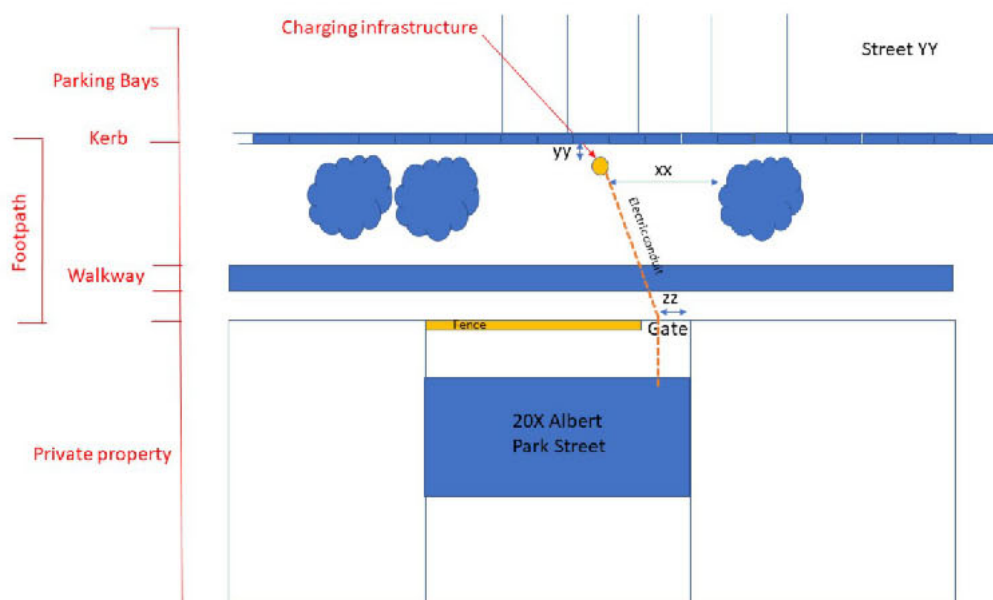 Charging infrastructure
Street YY
Parking Bays
Kerb
yy
xx
Footpath
Electric conduit
Walkway
zz
Fence
Gate
20X Albert
Park Street
Private property